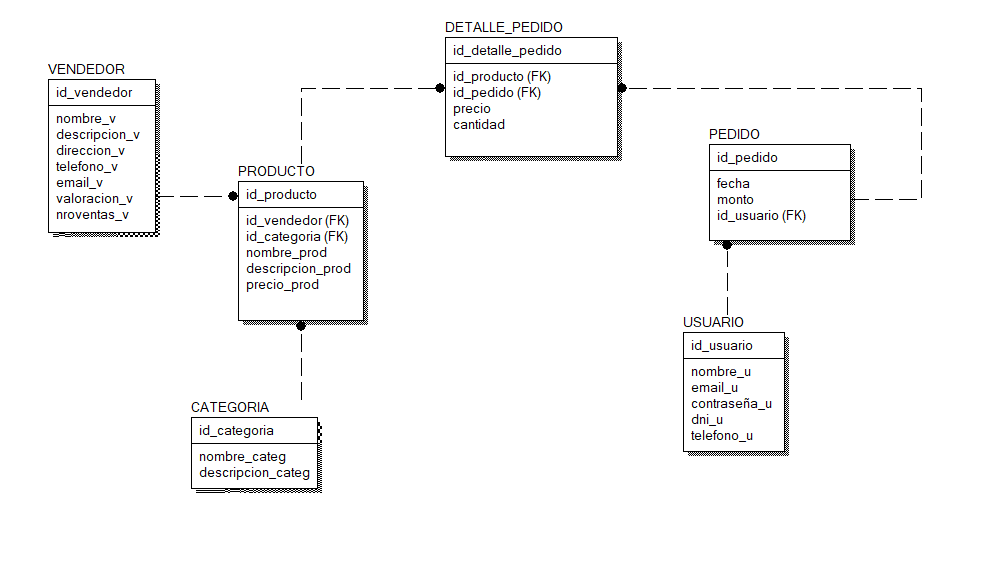 DETALLE_PEDIDO
id_detalle_pedido
id_producto (FK)
id_pedido (FK)
precio
cantidad
VENDEDOR
id_vendedor
nombre_v
descripcion_v
direccion_v
telefono_v
email_v
valoracion_v
nroventas_v
PEDIDO
id_pedido
fecha
monto
id_usuario (FK)
PRODUCTO
id_producto
id_vendedor (FK)
id_categoria (FK)
nombre_prod
descripcion_prod
precio_prod
USUARIO
id_usuario
nombre_u
email_u
contraseña_u
dni_u
telefono_u
CATEGORIA
id_categoria
nombre_categ
descripcion_categ